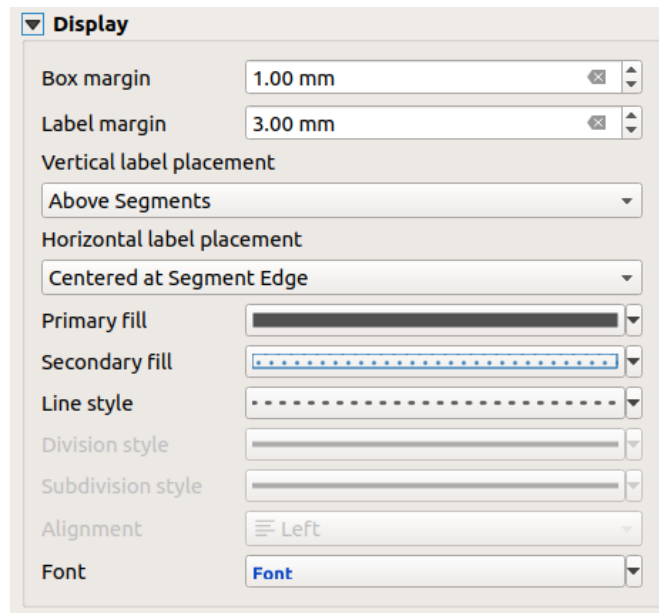 Display
Box margin 1.00 mm
Label margin 3.00 mm
Vertical label placement
Above Segments
Horizontal label placement
Centered at Segment Edge
Primary fill
Secondary fill
Line style
Division style
Subdivision style
Alignment Left
Font Font